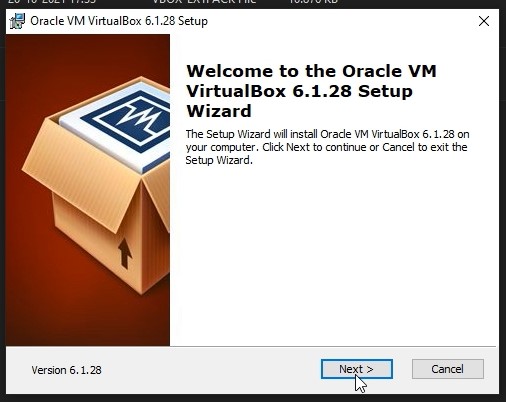 Oracle VM VirtualBox 6.1.28 Setup
Welcome to the Oracle VM
VirtualBox 6.1.28 Setup
Wizard
The Setup Wizard will install Oracle VM VirtualBox 6.1.28 on
your computer. Click Next to continue or Cancel to exit the
Setup Wizard.
Version 6.1.28
Next >
Cancel